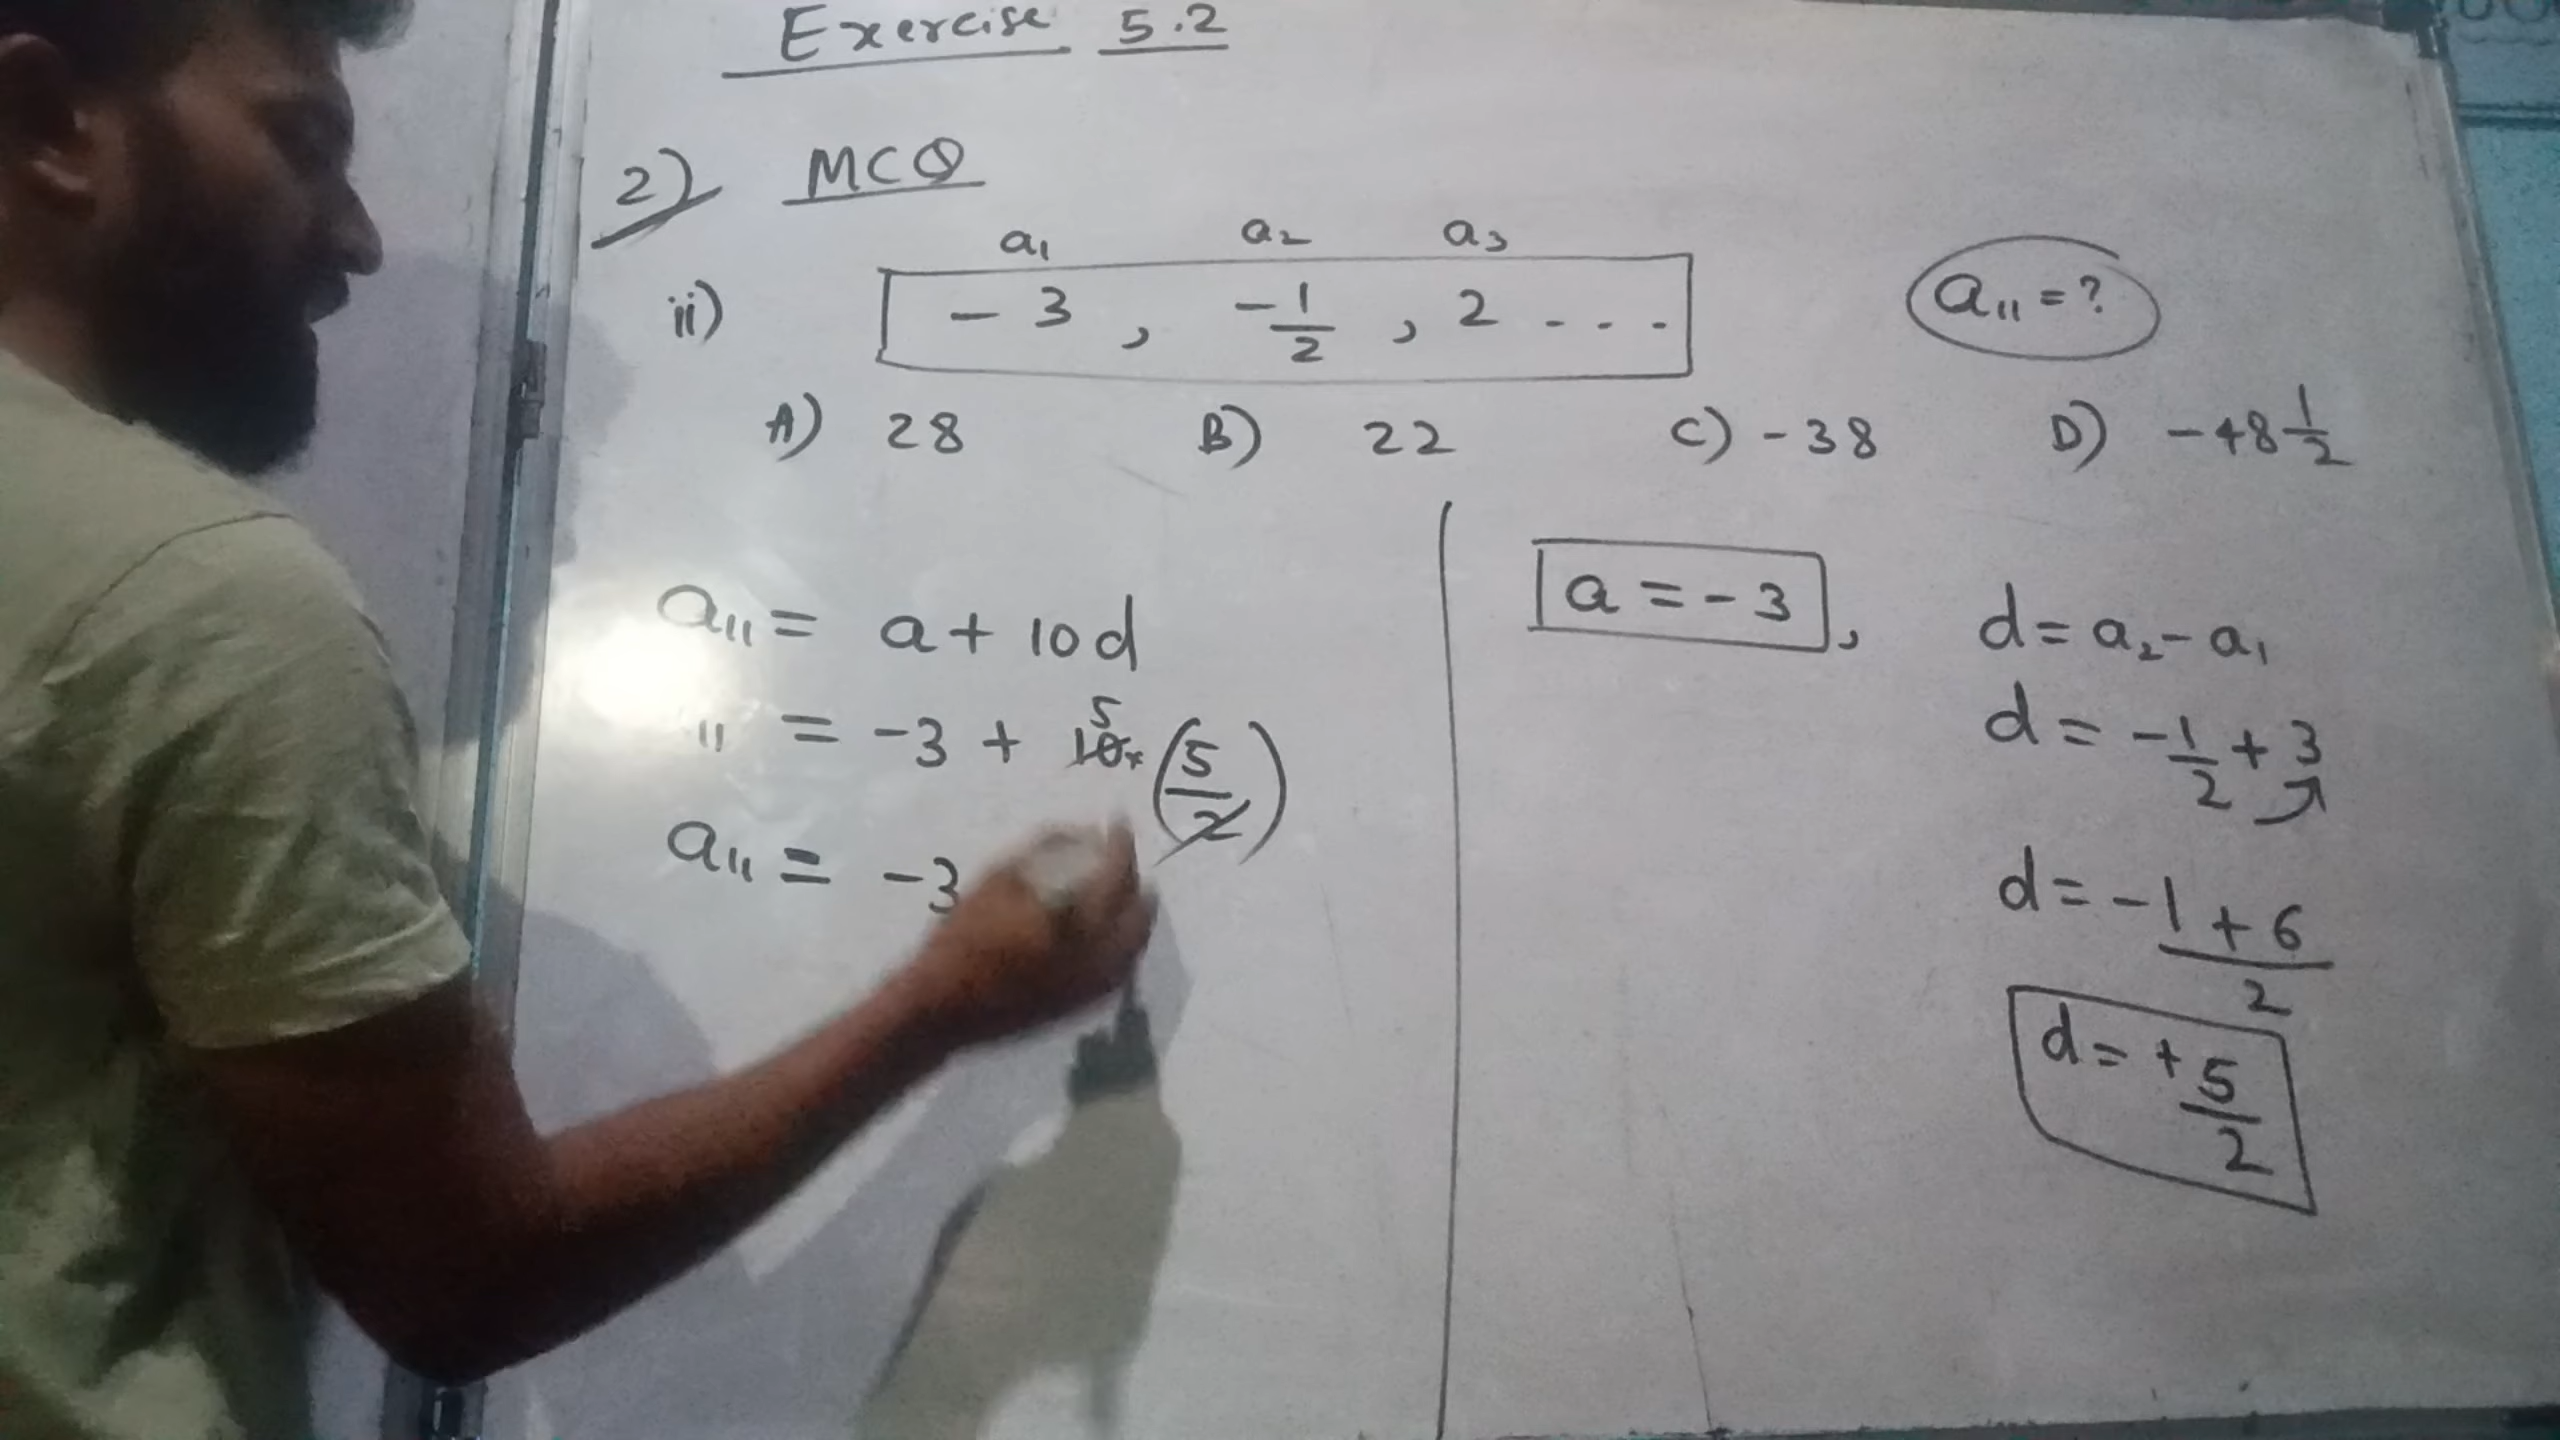 Exercise 5.2
2) MCQ
a₁ a₂ a₃
ii) -3, -1/2, 2 ... a₁₁ = ?
A) 28 B) 22 C) -38 D) -48 1/2
a₁₁ = a + 10d
" = -3 + 10× (5/2)
5
a₁₁ = -3
a = -3, d = a₂ - a₁
d = -1/2 + 3
d = -1 + 6 / 2
d = + 5/2